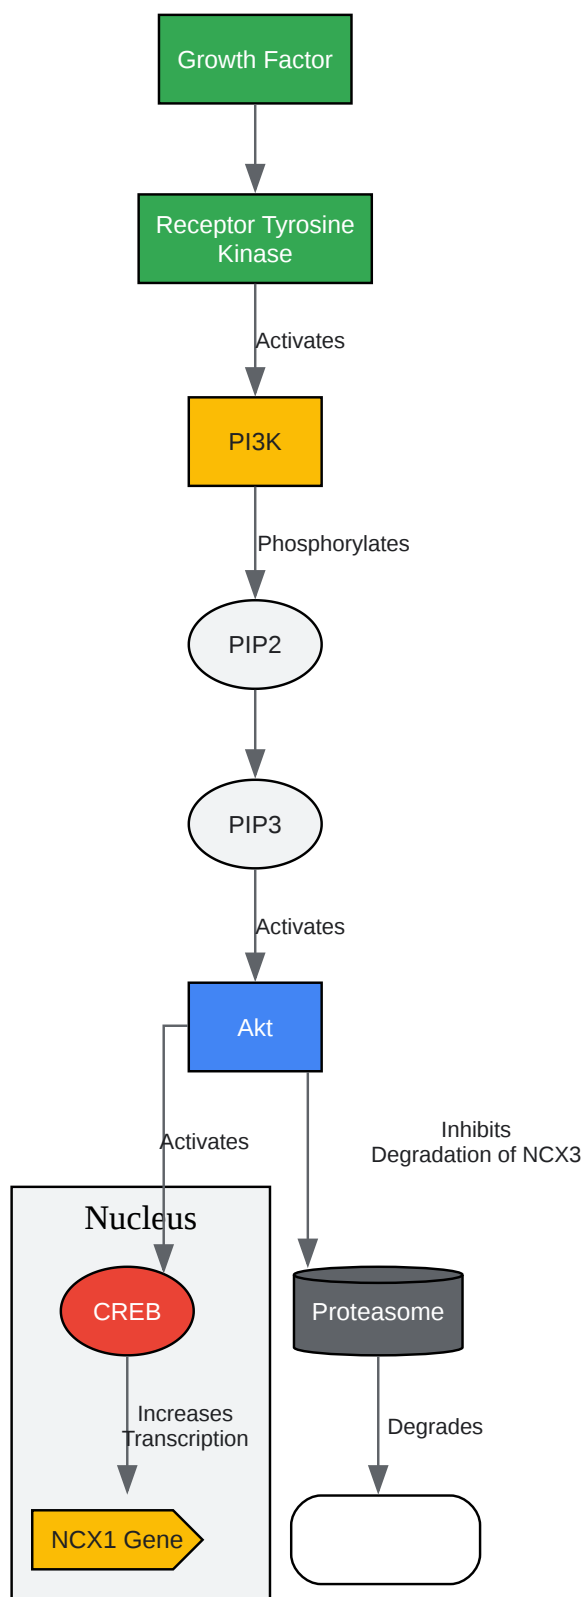 Growth Factor
Receptor Tyrosine
Kinase
Activates
PI3K
Phosphorylates
PIP2
PIP3
Activates
Akt
Activates
Inhibits
Degradation of NCX3
Nucleus
CREB
Proteasome
Increases
Transcription
Degrades
NCX1 Gene